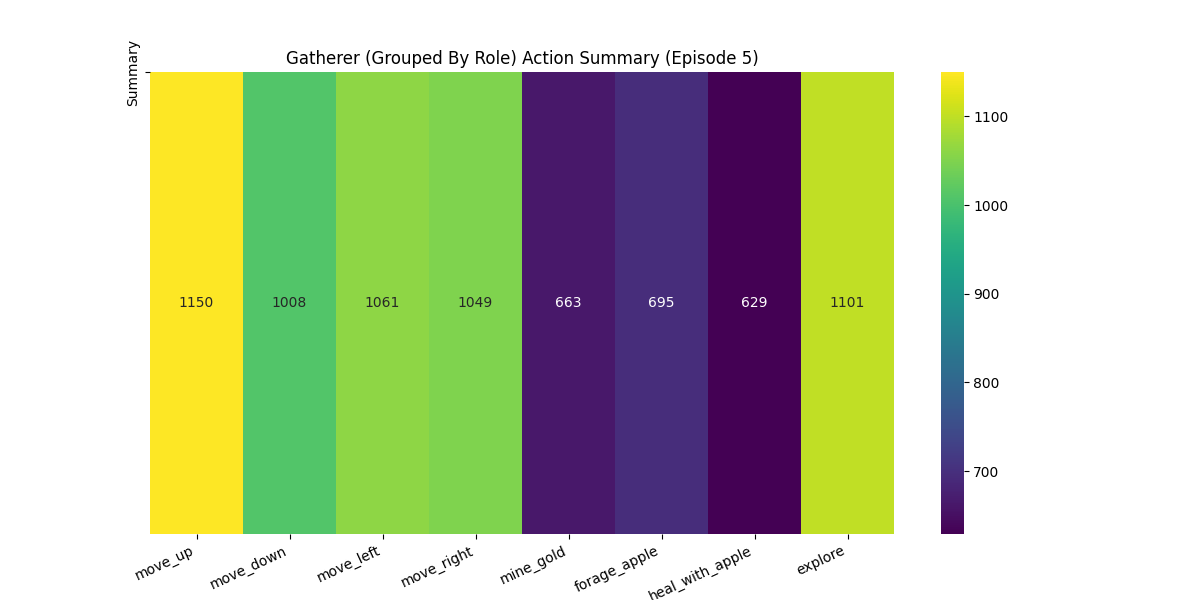 Gatherer (Grouped By Role) Action Summary (Episode 5)
Summary
1150 1008 1061 1049 663 695 629 1101
move_up move_down move_left move_right mine_gold forage_apple heal_with_apple explore
1100
1000
900
800
700